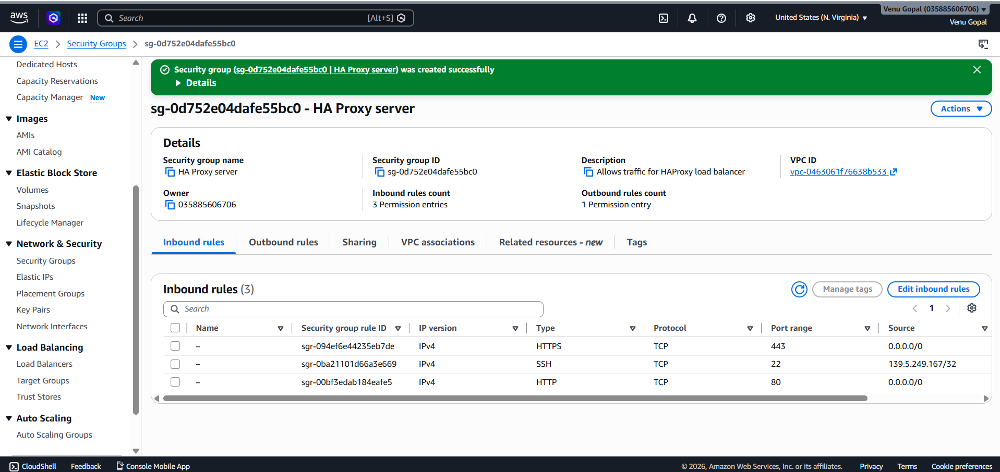 Venu Gopal (035885606706)
aws
Search
[Alt+S]
United States (N. Virginia)
Venu Gopal
EC2
Security Groups
sg-0d752e04dafe55bc0
Dedicated Hosts
Capacity Reservations
Capacity Manager New
Images
AMIs
AMI Catalog
Elastic Block Store
Volumes
Snapshots
Lifecycle Manager
Network & Security
Security Groups
Elastic IPs
Placement Groups
Key Pairs
Network Interfaces
Load Balancing
Load Balancers
Target Groups
Trust Stores
Auto Scaling
Auto Scaling Groups
Security group (sg-0d752e04dafe55bc0 | HA Proxy server) was created successfully
Details
sg-0d752e04dafe55bc0 - HA Proxy server
Actions
Details
Security group name
HA Proxy server
Security group ID
sg-0d752e04dafe55bc0
Description
Allows traffic for HAProxy load balancer
VPC ID
vpc-0463061f76638b533
Owner
035885606706
Inbound rules count
3 Permission entries
Outbound rules count
1 Permission entry
Inbound rules
Outbound rules
Sharing
VPC associations
Related resources - new
Tags
Inbound rules (3)
Manage tags
Edit inbound rules
Search
1
Name Security group rule ID IP version Type Protocol Port range Source
– sgr-094ef6e44235eb7de IPv4 HTTPS TCP 443 0.0.0.0/0
– sgr-0ba21101d66a3e669 IPv4 SSH TCP 22 139.5.249.167/32
– sgr-00bf3edab184eafe5 IPv4 HTTP TCP 80 0.0.0.0/0
CloudShell
Feedback
Console Mobile App
© 2026, Amazon Web Services, Inc. or its affiliates.
Privacy
Terms
Cookie preferences